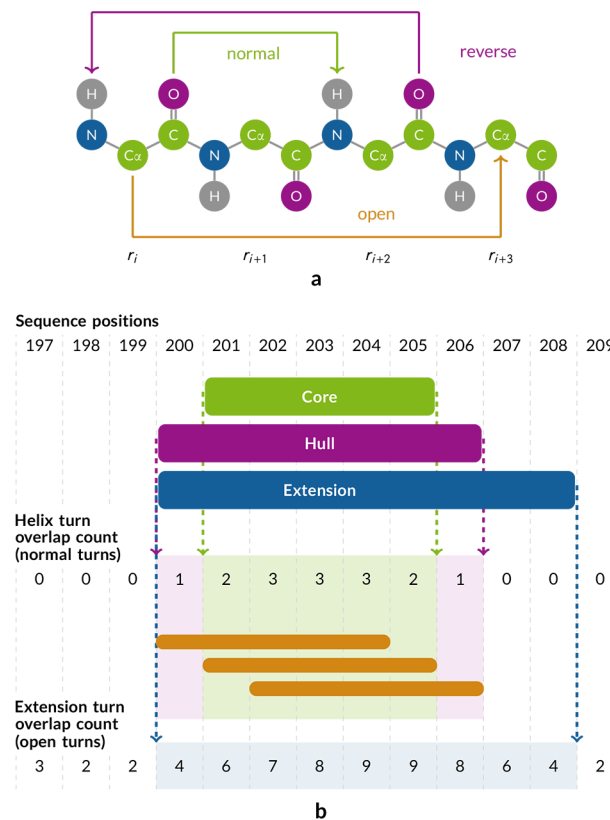 reverse
normal
H O H O
N Cα C N Cα C N Cα C N Cα C
H O H O
open
ri ri+1 ri+2 ri+3
a
Sequence positions
197 198 199 200 201 202 203 204 205 206 207 208 209
Core
Hull
Extension
Helix turn
overlap count
(normal turns)
0 0 0 1 2 3 3 3 2 1 0 0 0
Extension turn
overlap count
(open turns)
3 2 2 4 6 7 8 9 9 8 6 4 2
b